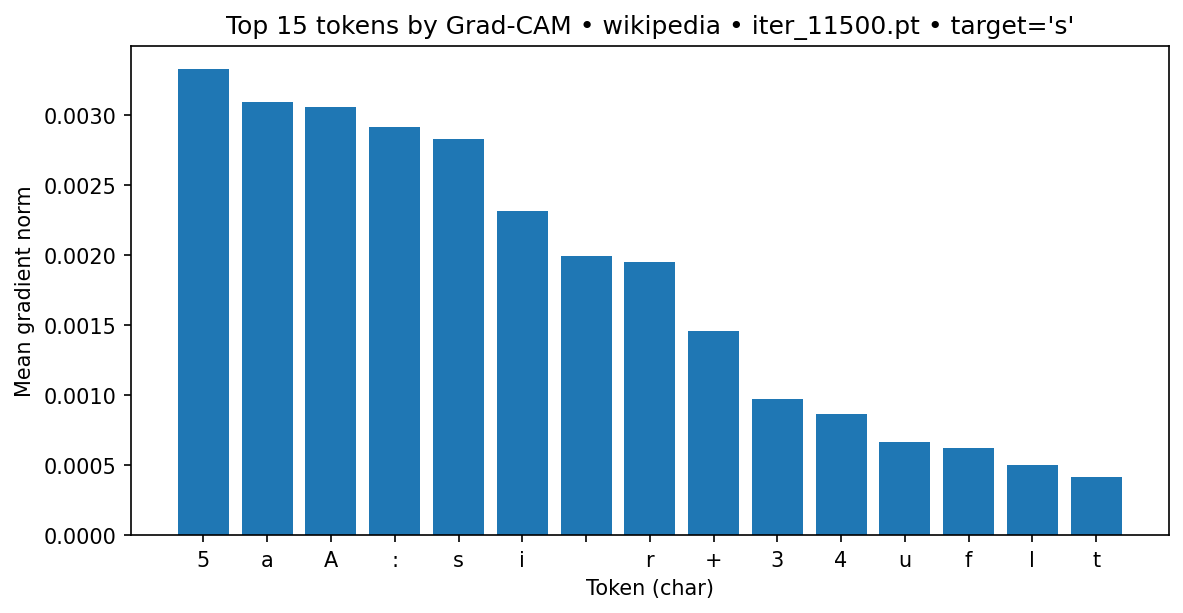 Top 15 tokens by Grad-CAM • wikipedia • iter_11500.pt • target='s'
Mean gradient norm
0.0030
0.0025
0.0020
0.0015
0.0010
0.0005
0.0000
5 a A : s i r + 3 4 u f l t
Token (char)